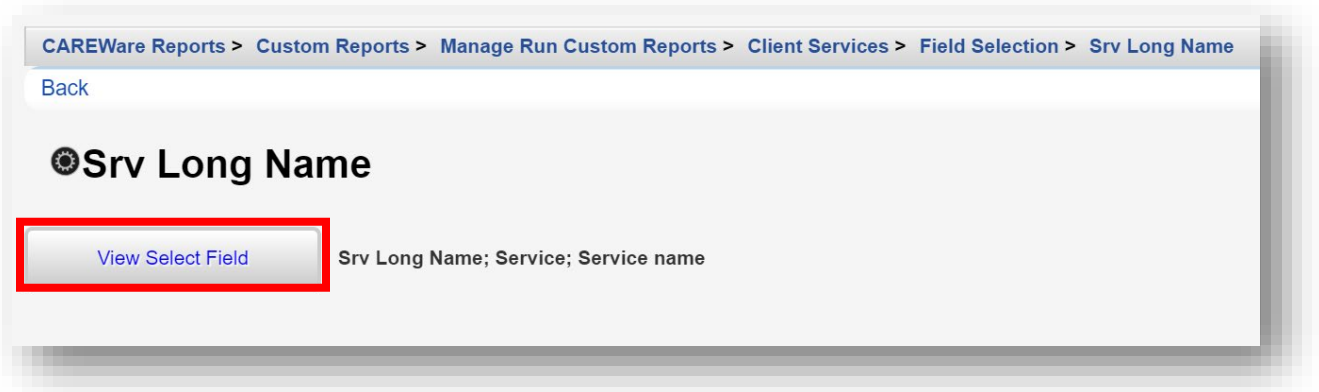 CAREWare Reports > Custom Reports > Manage Run Custom Reports > Client Services > Field Selection > Srv Long Name
Back
Srv Long Name
View Select Field Srv Long Name; Service; Service name